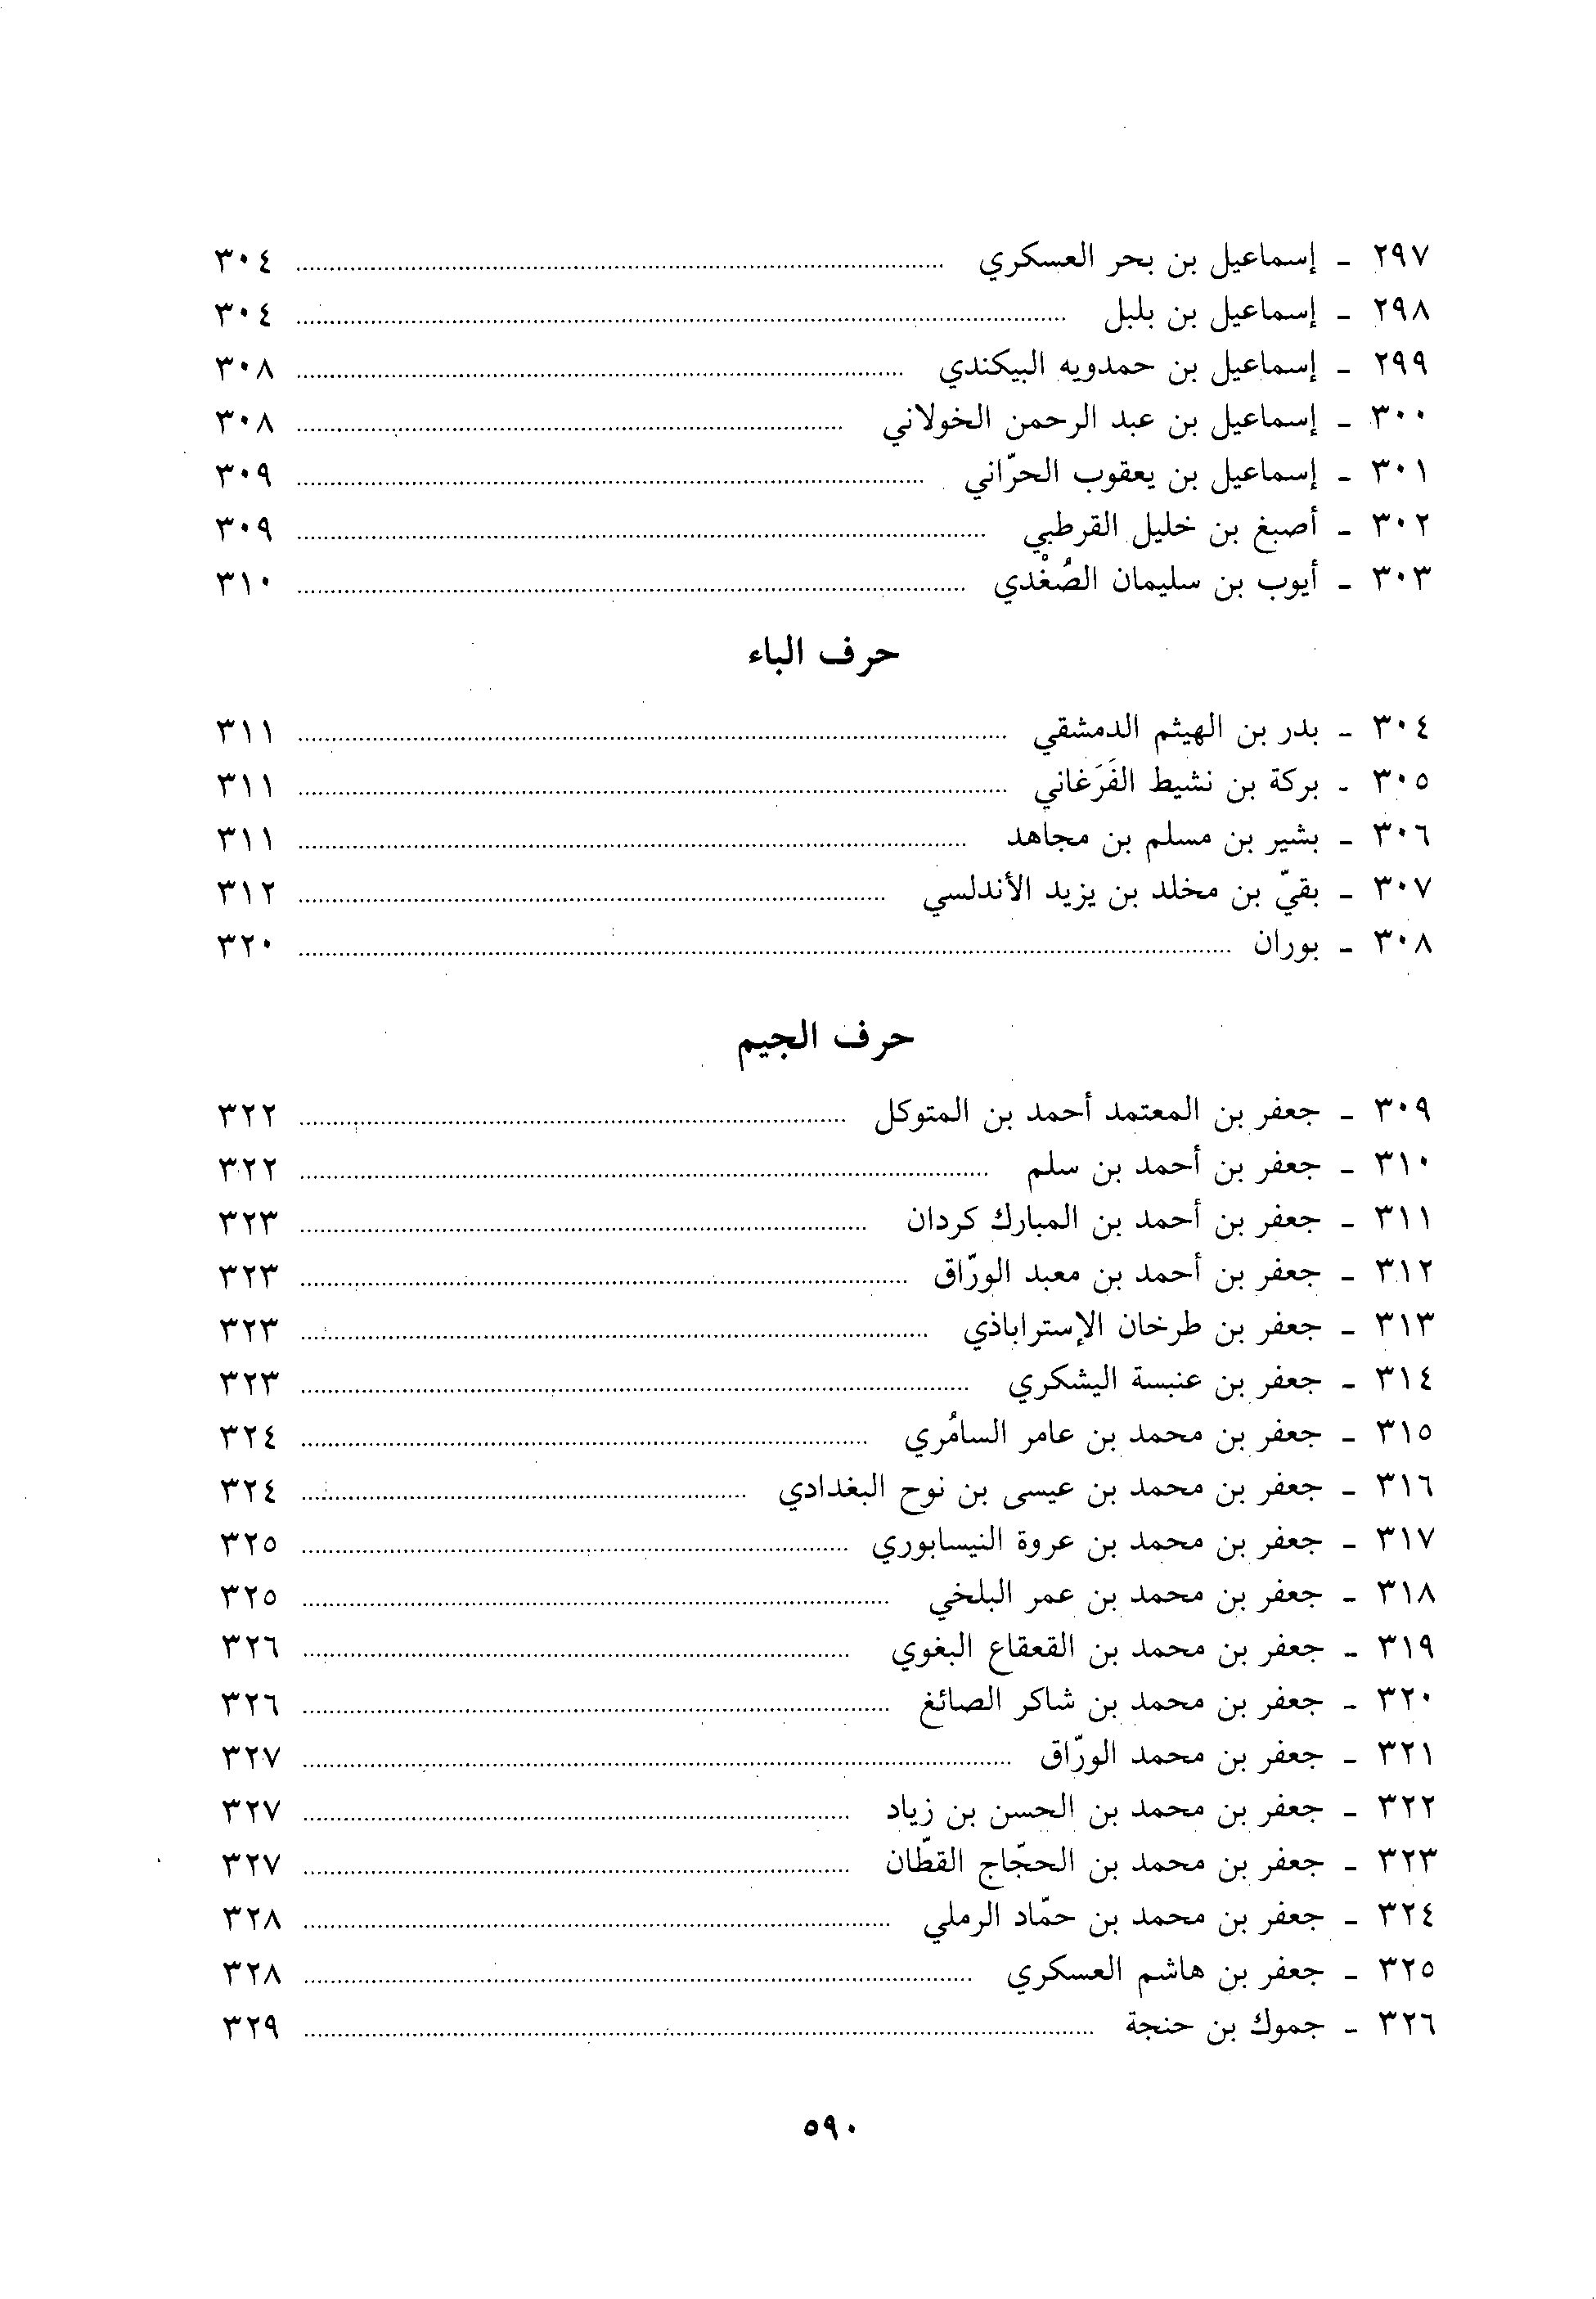 ٢٩٧ - إسماعيل بن بحر العسكري ........ ٣٠٤
٢٩٨ - إسماعيل بن بلبل ........ ٣٠٤
٢٩٩ - إسماعيل بن حمدويه البيكندي ........ ٣٠٨
٣٠٠ - إسماعيل بن عبد الرحمن الخولاني ........ ٣٠٨
٣٠١ - إسماعيل بن يعقوب الحرّاني ........ ٣٠٩
٣٠٢ - أصبغ بن خليل القرطبي ........ ٣٠٩
٣٠٣ - أيوب بن سليمان الصُغْدي ........ ٣١٠
حرف الباء
٣٠٤ - بدر بن الهيثم الدمشقي ........ ٣١١
٣٠٥ - بركة بن نشيط الفَرَغاني ........ ٣١١
٣٠٦ - بشير بن مسلم بن مجاهد ........ ٣١١
٣٠٧ - بقيّ بن مخلد بن يزيد الأندلسي ........ ٣١٢
٣٠٨ - بوران ........ ٣٢٠
حرف الجيم
٣٠٩ - جعفر بن المعتمد أحمد بن المتوكل ........ ٣٢٢
٣١٠ - جعفر بن أحمد بن سلم ........ ٣٢٢
٣١١ - جعفر بن أحمد بن المبارك كردان ........ ٣٢٣
٣١٢ - جعفر بن أحمد بن معبد الورّاق ........ ٣٢٣
٣١٣ - جعفر بن طرخان الإستراباذي ........ ٣٢٣
٣١٤ - جعفر بن عنبسة اليشكري ........ ٣٢٣
٣١٥ - جعفر بن محمد بن عامر السامُري ........ ٣٢٤
٣١٦ - جعفر بن محمد بن عيسى بن نوح البغدادي ........ ٣٢٤
٣١٧ - جعفر بن محمد بن عروة النيسابوري ........ ٣٢٥
٣١٨ - جعفر بن محمد بن عمر البلخي ........ ٣٢٥
٣١٩ - جعفر بن محمد بن القعقاع البغوي ........ ٣٢٦
٣٢٠ - جعفر بن محمد بن شاكر الصائغ ........ ٣٢٦
٣٢١ - جعفر بن محمد الورّاق ........ ٣٢٧
٣٢٢ - جعفر بن محمد بن الحسن بن زياد ........ ٣٢٧
٣٢٣ - جعفر بن محمد بن الحجّاج القطّان ........ ٣٢٧
٣٢٤ - جعفر بن محمد بن حمّاد الرملي ........ ٣٢٨
٣٢٥ - جعفر بن هاشم العسكري ........ ٣٢٨
٣٢٦ - جموك بن حنجة ........ ٣٢٩
٥٩٠